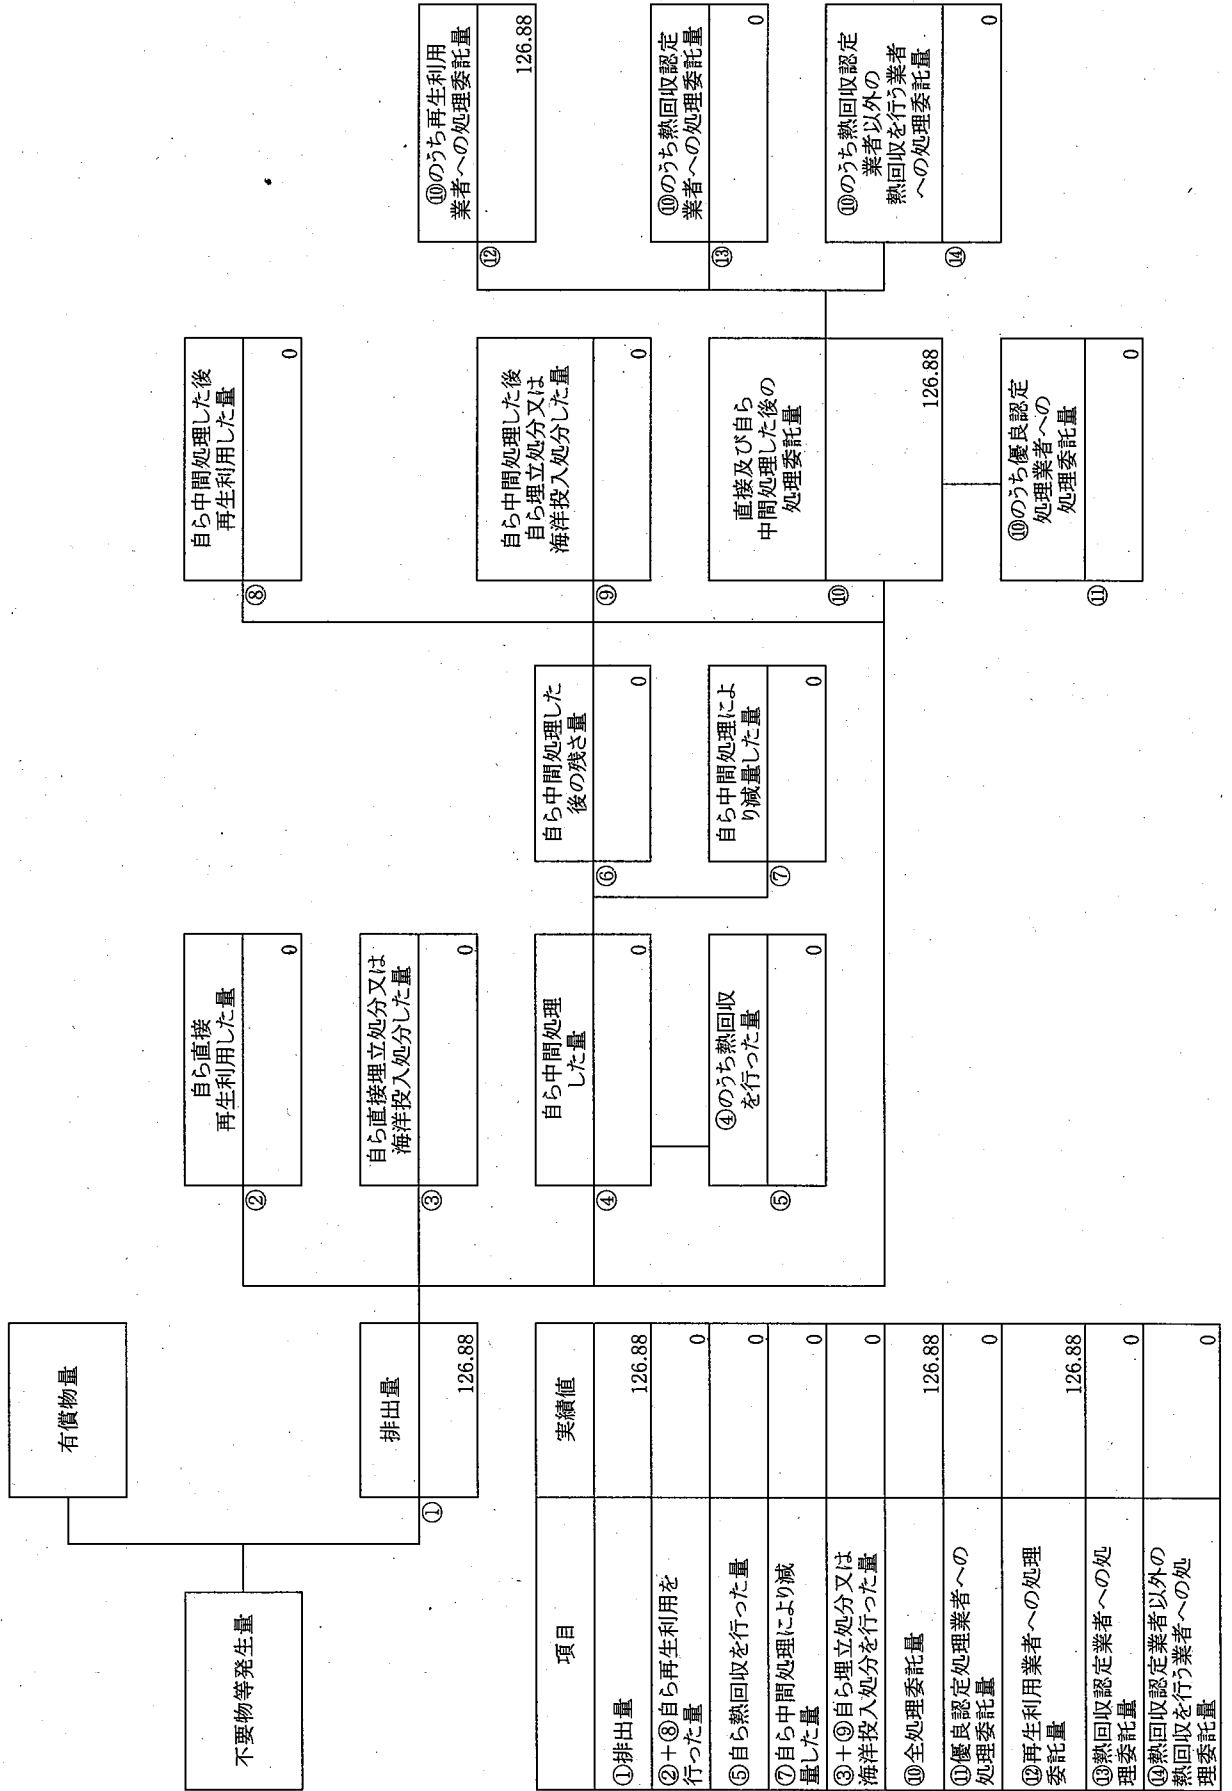 不要物等発生量
有償物量
排出量
①
126.88
自ら直接
再生利用した量
②
0
自ら直接埋立処分又は
海洋投入処分した量
③
0
自ら中間処理
した量
④
0
④のうち熱回収
を行った量
⑤
0
自ら中間処理した
後の残さ量
⑥
0
自ら中間処理によ
り減量した量
⑦
0
自ら中間処理した後
再生利用した量
⑧
0
自ら中間処理した後
自ら埋立処分又は
海洋投入処分した量
⑨
0
直接及び自ら
中間処理した後の
処理委託量
⑩
126.88
⑩のうち優良認定
処理業者への
処理委託量
⑪
0
⑩のうち再生利用
業者への処理委託量
⑫
126.88
⑩のうち熱回収認定
業者への処理委託量
⑬
0
⑩のうち熱回収認定
業者以外の
熱回収を行う業者
への処理委託量
⑭
0
項目 実績値
①排出量 126.88
②+⑧自ら再生利用を
行った量 0
⑤自ら熱回収を行った量 0
⑦自ら中間処理により減
量した量 0
③+⑨自ら埋立処分又は
海洋投入処分を行った量 0
⑩全処理委託量 126.88
⑪優良認定処理業者への
処理委託量 0
⑫再生利用業者への処理
委託量 126.88
⑬熱回収認定業者への処
理委託量 0
⑭熱回収認定業者以外の
熱回収を行う業者への処
理委託量 0